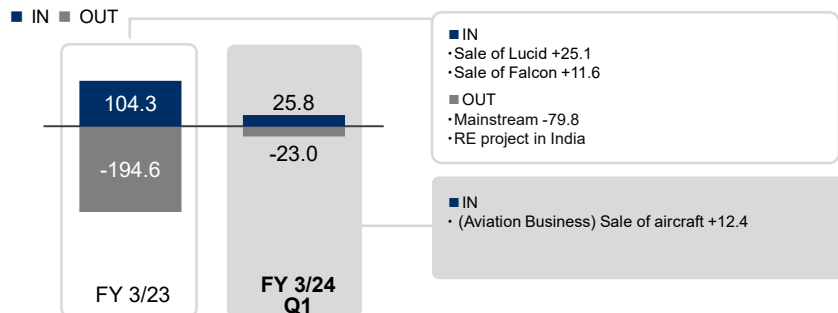 IN OUT
104.3
-194.6
FY 3/23
25.8
-23.0
FY 3/24
Q1
IN
・Sale of Lucid +25.1
・Sale of Falcon +11.6
OUT
・Mainstream -79.8
・RE project in India
IN
・ (Aviation Business) Sale of aircraft +12.4